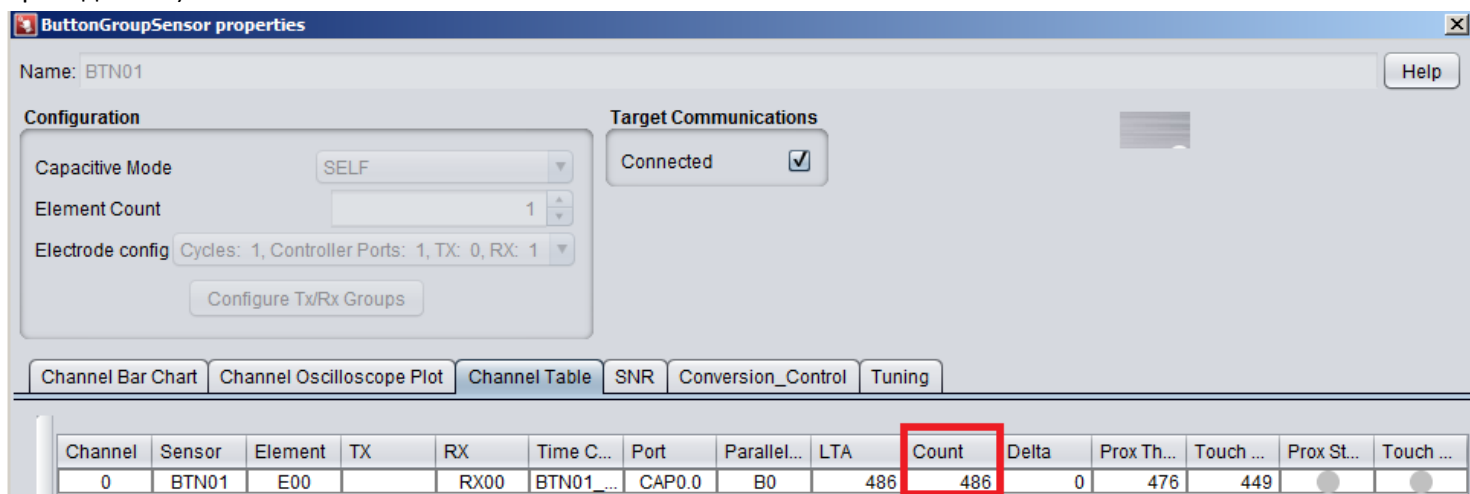 ButtonGroupSensor properties
Name: BTN01 Help
Configuration Target Communications
Capacitive Mode SELF Connected
Element Count 1
Electrode config Cycles: 1, Controller Ports: 1, TX: 0, RX: 1
Configure Tx/Rx Groups
Channel Bar Chart Channel Oscilloscope Plot Channel Table SNR Conversion_Control Tuning
Channel Sensor Element TX RX Time C... Port Parallel... LTA Count Delta Prox Th... Touch ... Prox St... Touch ...
0 BTN01 E00 RX00 BTN01_... CAP0.0 B0 486 486 0 476 449